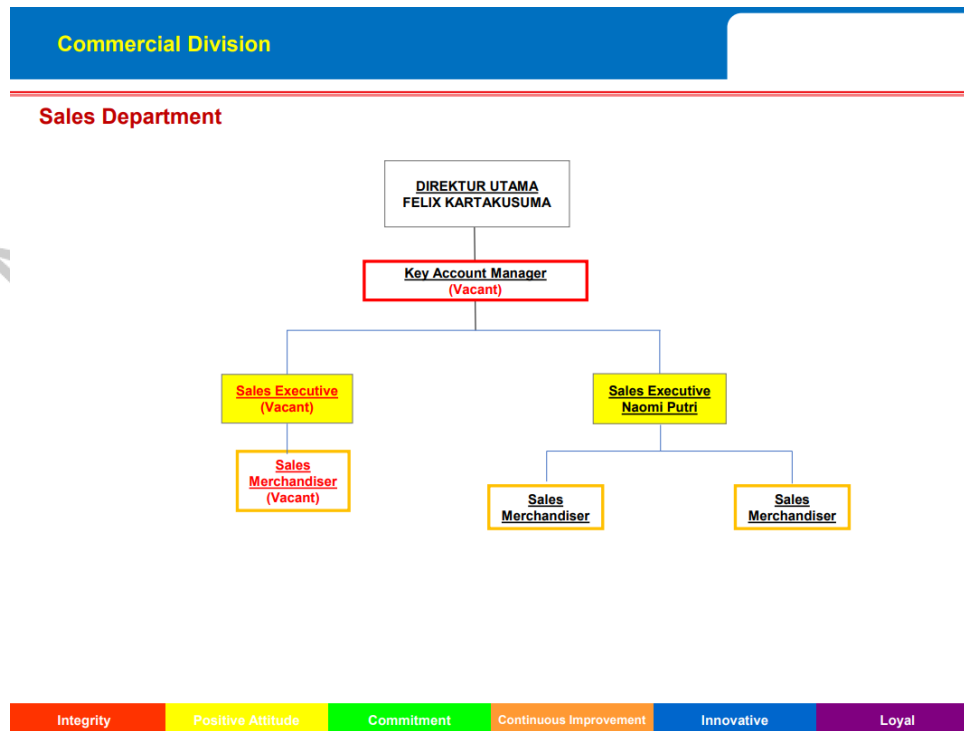 Commercial Division
Sales Department
DIREKTUR UTAMA
FELIX KARTAKUSUMA
Key Account Manager
(Vacant)
Sales Executive
(Vacant)
Sales Executive
Naomi Putri
Sales
Merchandiser
(Vacant)
Sales
Merchandiser
Sales
Merchandiser
Integrity
Positive Attitude
Commitment
Continuous Improvement
Innovative
Loyal